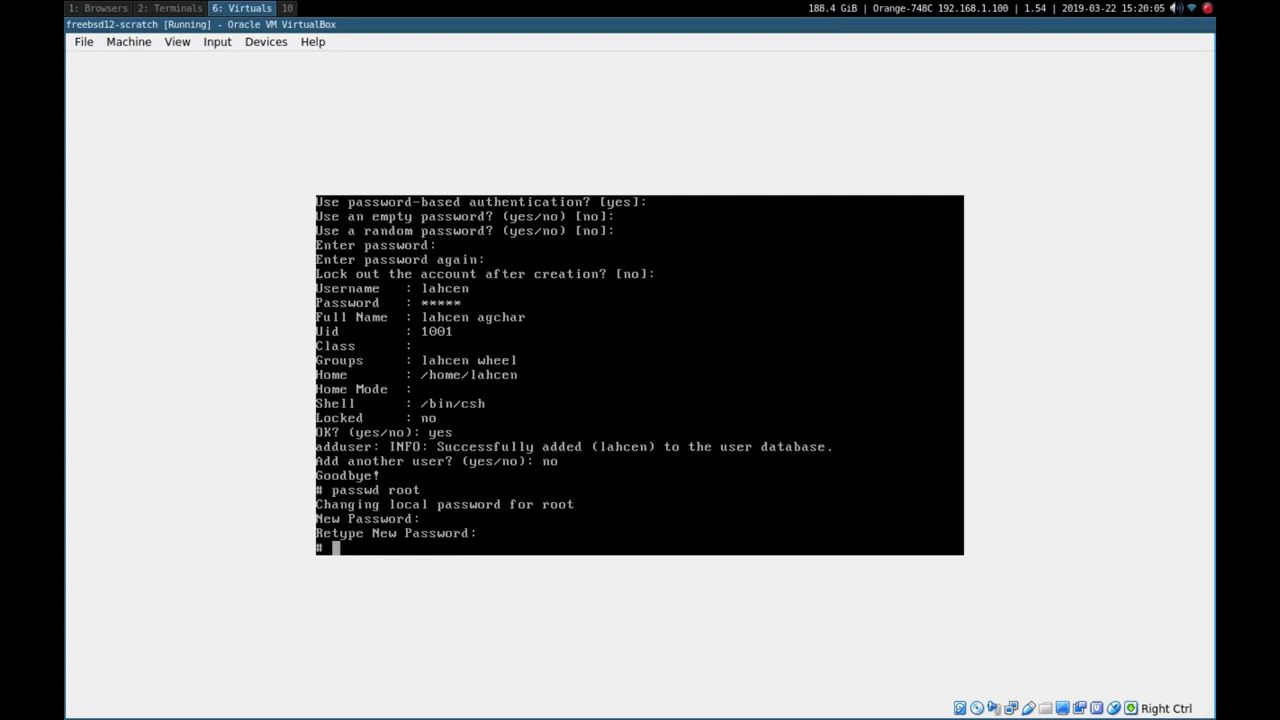 1: Browsers 2: Terminals 6: Virtuals 10 188.4 GiB | Orange-748C 192.168.1.100 | 1.54 | 2019-03-22 15:20:05
freebsd12-scratch [Running] - Oracle VM VirtualBox
File Machine View Input Devices Help
Use password-based authentication? [yes]:
Use an empty password? (yes/no) [no]:
Use a random password? (yes/no) [no]:
Enter password:
Enter password again:
Lock out the account after creation? [no]:
Username : lahcen
Password : *****
Full Name : lahcen agchar
Uid : 1001
Class :
Groups : lahcen wheel
Home : /home/lahcen
Home Mode :
Shell : /bin/csh
Locked : no
OK? (yes/no): yes
adduser: INFO: Successfully added (lahcen) to the user database.
Add another user? (yes/no): no
Goodbye!
# passwd root
Changing local password for root
New Password:
Retype New Password:
#
Right Ctrl